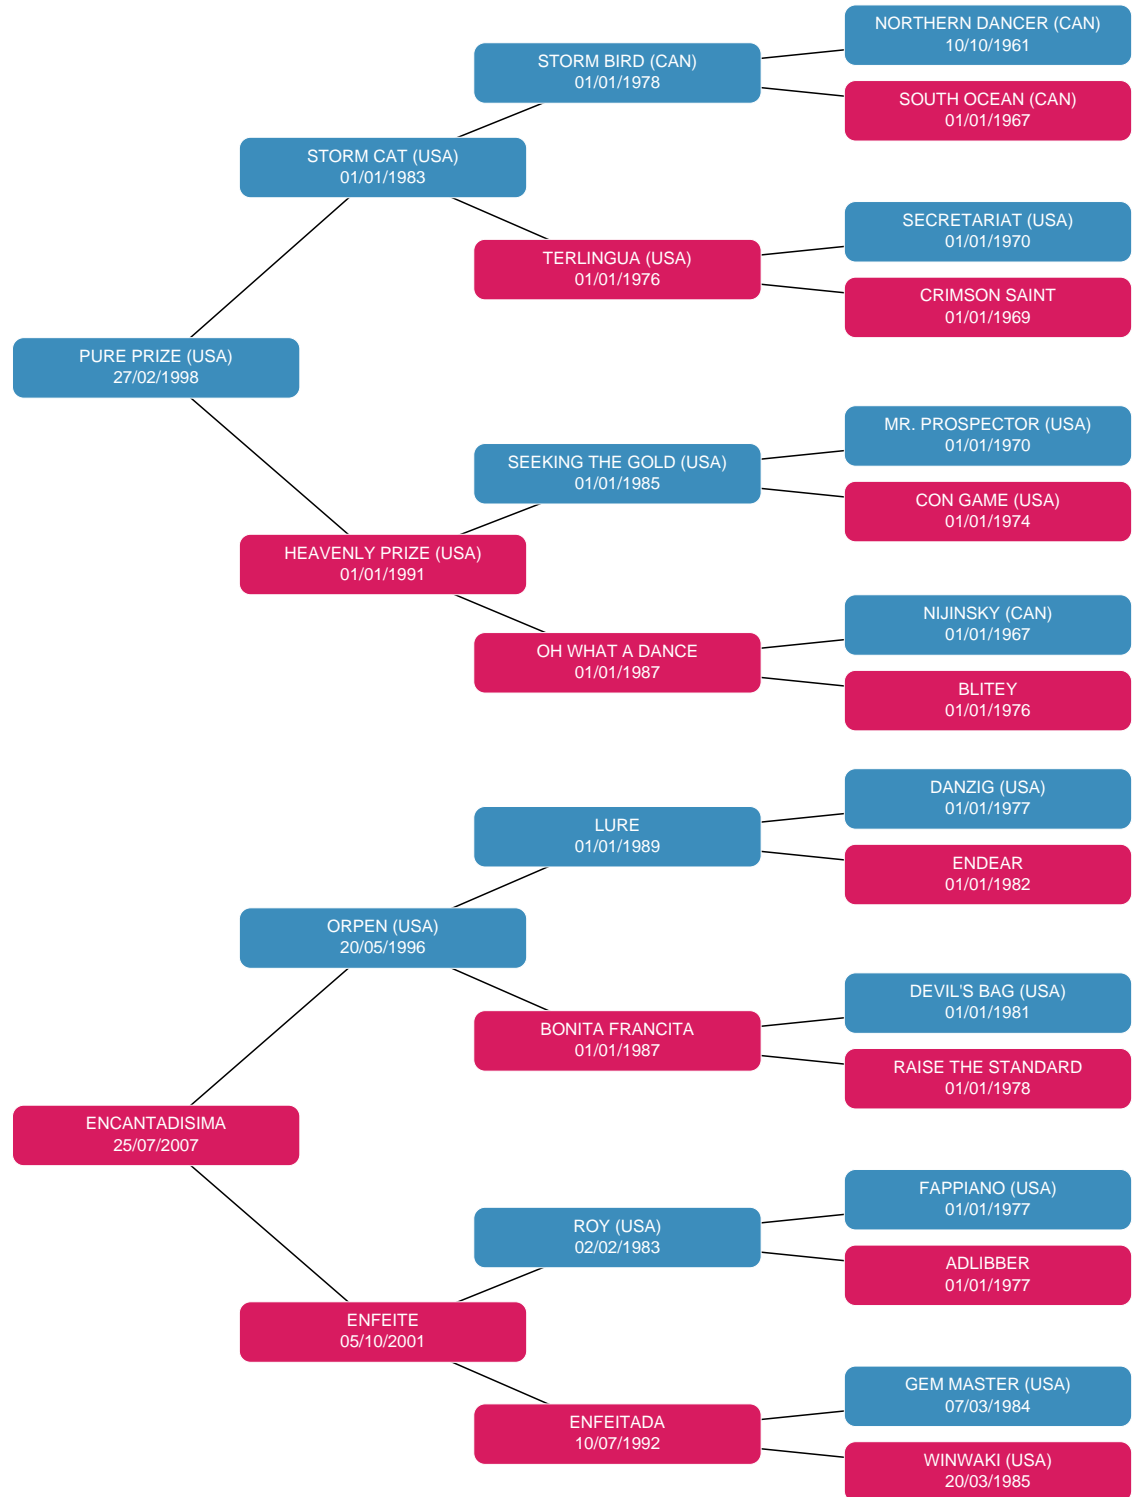 NORTHERN DANCER (CAN)
10/10/1961
STORM BIRD (CAN)
01/01/1978
SOUTH OCEAN (CAN)
01/01/1967
STORM CAT (USA)
01/01/1983
SECRETARIAT (USA)
01/01/1970
TERLINGUA (USA)
01/01/1976
CRIMSON SAINT
01/01/1969
PURE PRIZE (USA)
27/02/1998
MR. PROSPECTOR (USA)
01/01/1970
SEEKING THE GOLD (USA)
01/01/1985
CON GAME (USA)
01/01/1974
HEAVENLY PRIZE (USA)
01/01/1991
NIJINSKY (CAN)
01/01/1967
OH WHAT A DANCE
01/01/1987
BLITEY
01/01/1976
DANZIG (USA)
01/01/1977
LURE
01/01/1989
ENDEAR
01/01/1982
ORPEN (USA)
20/05/1996
DEVIL'S BAG (USA)
01/01/1981
BONITA FRANCITA
01/01/1987
RAISE THE STANDARD
01/01/1978
ENCANTADISIMA
25/07/2007
FAPPIANO (USA)
01/01/1977
ROY (USA)
02/02/1983
ADLIBBER
01/01/1977
ENFEITE
05/10/2001
GEM MASTER (USA)
07/03/1984
ENFEITADA
10/07/1992
WINWAKI (USA)
20/03/1985